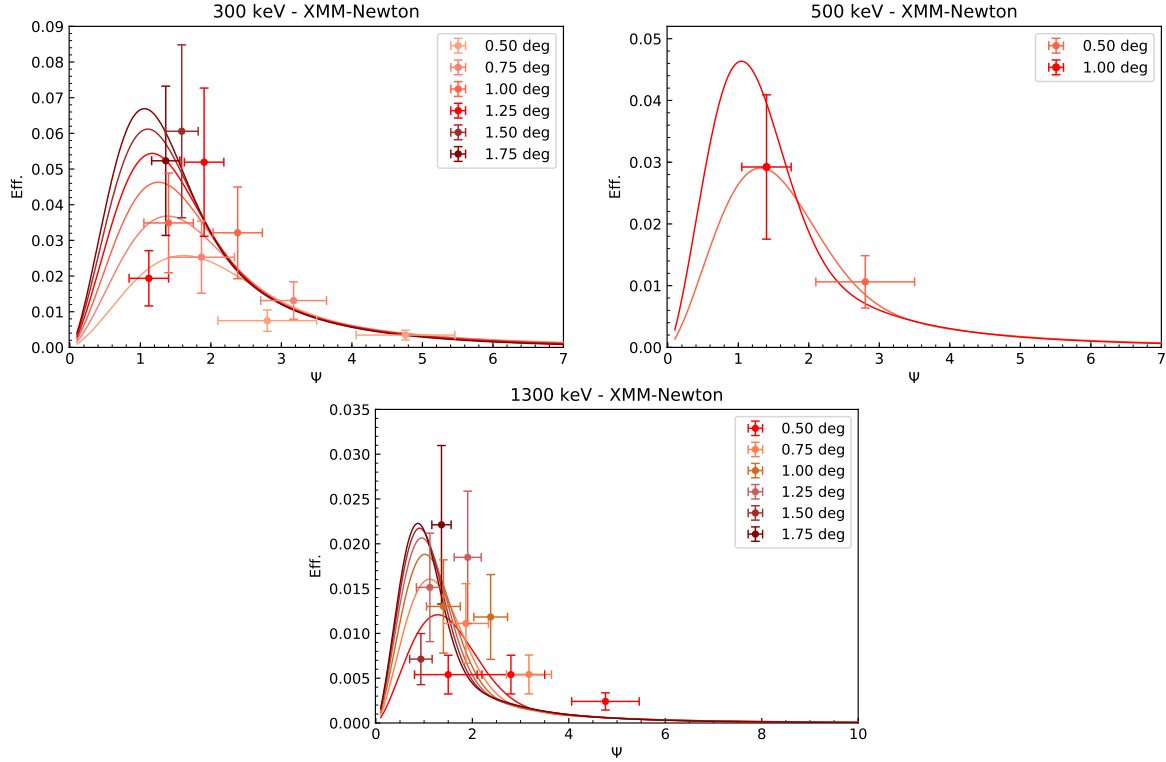 300 keV - XMM-Newton
Eff.
0.09
0.08
0.07
0.06
0.05
0.04
0.03
0.02
0.01
0.00
0 1 2 3 4 5 6 7
Ψ
0.50 deg
0.75 deg
1.00 deg
1.25 deg
1.50 deg
1.75 deg
500 keV - XMM-Newton
Eff.
0.05
0.04
0.03
0.02
0.01
0.00
0 1 2 3 4 5 6 7
Ψ
0.50 deg
1.00 deg
1300 keV - XMM-Newton
Eff.
0.035
0.030
0.025
0.020
0.015
0.010
0.005
0.000
0 2 4 6 8 10
Ψ
0.50 deg
0.75 deg
1.00 deg
1.25 deg
1.50 deg
1.75 deg